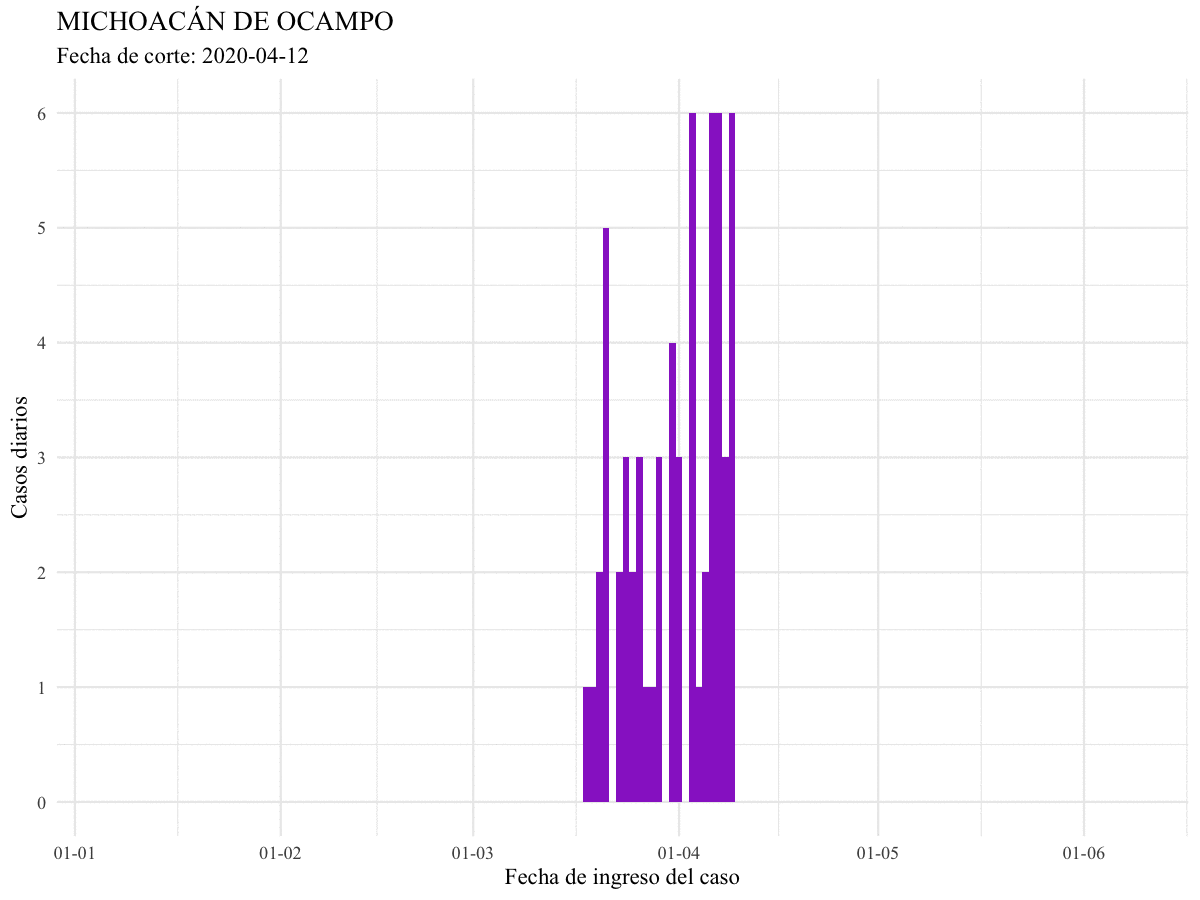 MICHOACÁN DE OCAMPO
Fecha de corte: 2020-04-12
Casos diarios
6
5
4
3
2
1
0
01-01 01-02 01-03 01-04 01-05 01-06
Fecha de ingreso del caso